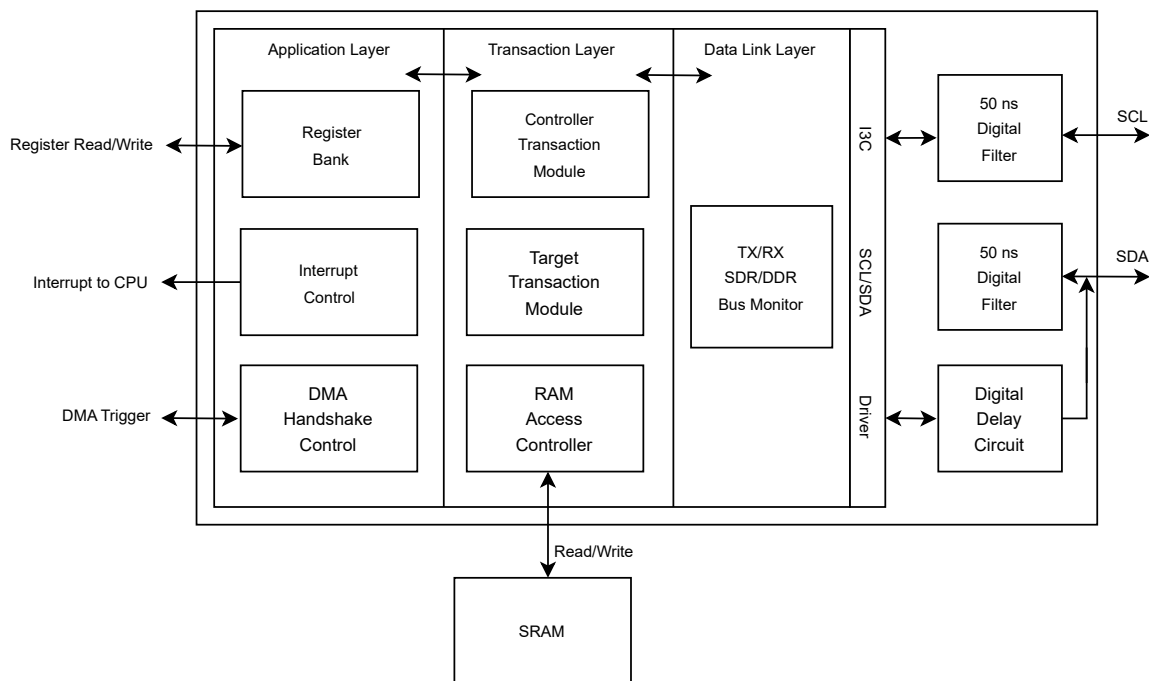 Application Layer
Transaction Layer
Data Link Layer
Register Read/Write
Register
Bank
Controller
Transaction
Module
I3C
50 ns
Digital
Filter
SCL
Interrupt to CPU
Interrupt
Control
Target
Transaction
Module
TX/RX
SDR/DDR
Bus Monitor
SCL/SDA
50 ns
Digital
Filter
SDA
DMA Trigger
DMA
Handshake
Control
RAM
Access
Controller
Driver
Digital
Delay
Circuit
Read/Write
SRAM